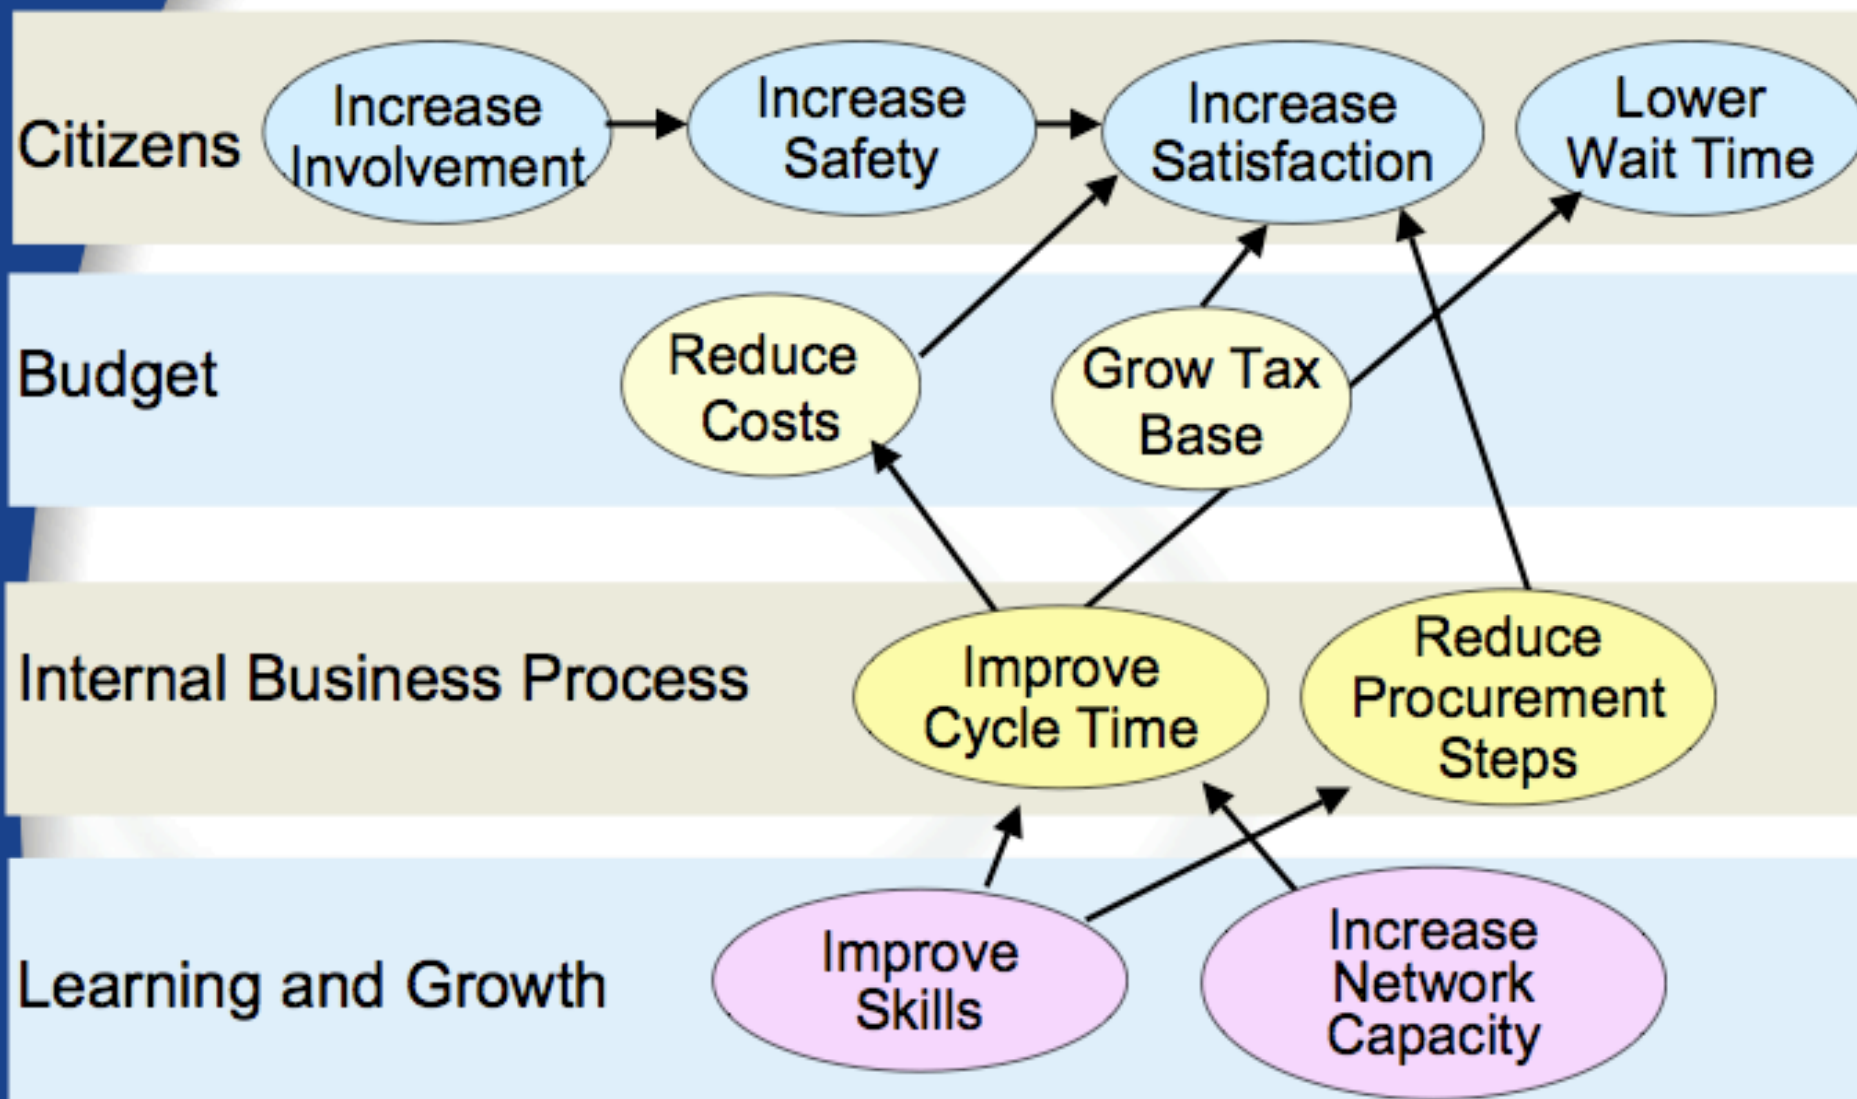 Citizens
Increase
Involvement
Increase
Safety
Increase
Satisfaction
Lower
Wait Time
Budget
Reduce
Costs
Grow Tax
Base
Internal Business Process
Improve
Cycle Time
Reduce
Procurement
Steps
Learning and Growth
Improve
Skills
Increase
Network
Capacity